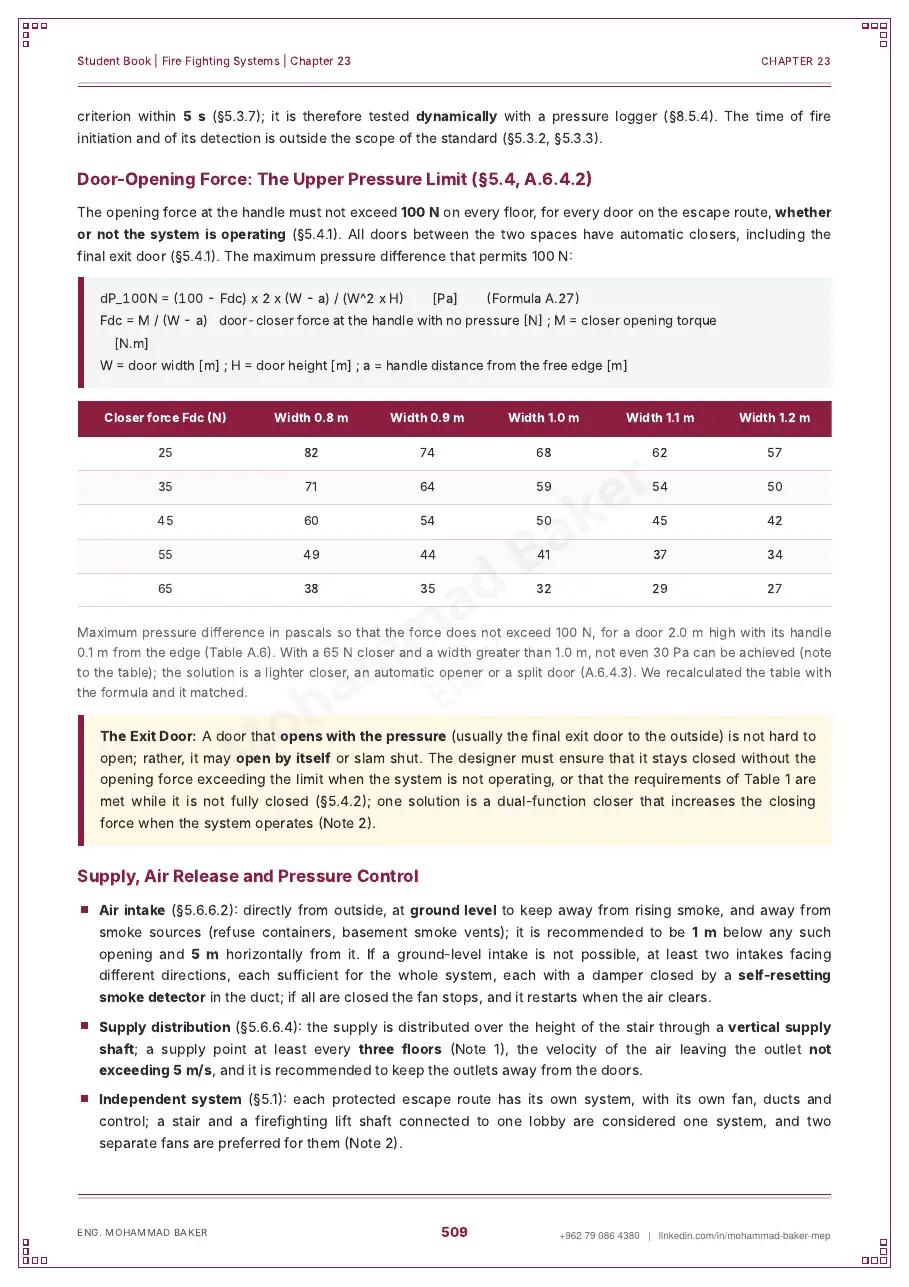 Student Book | Fire Fighting Systems | Chapter 23
CHAPTER 23
criterion within 5 s (§5.3.7); it is therefore tested dynamically with a pressure logger (§8.5.4). The time of fire
initiation and of its detection is outside the scope of the standard (§5.3.2, §5.3.3).
Door-Opening Force: The Upper Pressure Limit (§5.4, A.6.4.2)
The opening force at the handle must not exceed 100 N on every floor, for every door on the escape route, whether
or not the system is operating (§5.4.1). All doors between the two spaces have automatic closers, including the
final exit door (§5.4.1). The maximum pressure difference that permits 100 N:
dP_100N = (100 - Fdc) x 2 x (W - a) / (W^2 x H) [Pa] (Formula A.27)
Fdc = M / (W - a) door-closer force at the handle with no pressure [N] ; M = closer opening torque
[N.m]
W = door width [m] ; H = door height [m] ; a = handle distance from the free edge [m]
Closer force Fdc (N) Width 0.8 m Width 0.9 m Width 1.0 m Width 1.1 m Width 1.2 m
25 82 74 68 62 57
35 71 64 59 54 50
45 60 54 50 45 42
55 49 44 41 37 34
65 38 35 32 29 27
Maximum pressure difference in pascals so that the force does not exceed 100 N, for a door 2.0 m high with its handle
0.1 m from the edge (Table A.6). With a 65 N closer and a width greater than 1.0 m, not even 30 Pa can be achieved (note
to the table); the solution is a lighter closer, an automatic opener or a split door (A.6.4.3). We recalculated the table with
the formula and it matched.
The Exit Door: A door that opens with the pressure (usually the final exit door to the outside) is not hard to
open; rather, it may open by itself or slam shut. The designer must ensure that it stays closed without the
opening force exceeding the limit when the system is not operating, or that the requirements of Table 1 are
met while it is not fully closed (§5.4.2); one solution is a dual-function closer that increases the closing
force when the system operates (Note 2).
Supply, Air Release and Pressure Control
Air intake (§5.6.6.2): directly from outside, at ground level to keep away from rising smoke, and away from
smoke sources (refuse containers, basement smoke vents); it is recommended to be 1 m below any such
opening and 5 m horizontally from it. If a ground-level intake is not possible, at least two intakes facing
different directions, each sufficient for the whole system, each with a damper closed by a self-resetting
smoke detector in the duct; if all are closed the fan stops, and it restarts when the air clears.
Supply distribution (§5.6.6.4): the supply is distributed over the height of the stair through a vertical supply
shaft; a supply point at least every three floors (Note 1), the velocity of the air leaving the outlet not
exceeding 5 m/s, and it is recommended to keep the outlets away from the doors.
Independent system (§5.1): each protected escape route has its own system, with its own fan, ducts and
control; a stair and a firefighting lift shaft connected to one lobby are considered one system, and two
separate fans are preferred for them (Note 2).
Mohammad Baker
ENG. MOHAMMAD BAKER
509
+962 79 086 4380 | linkedin.com/in/mohammad-baker-mep